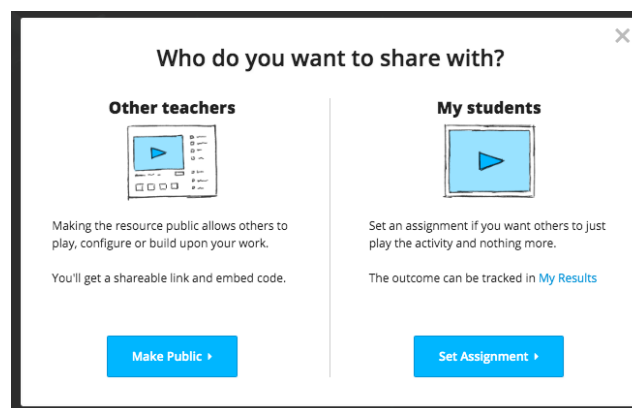 Who do you want to share with?
Other teachers
Making the resource public allows others to
play, configure or build upon your work.
You'll get a shareable link and embed code.
Make Public
My students
Set an assignment if you want others to just
play the activity and nothing more.
The outcome can be tracked in My Results
Set Assignment